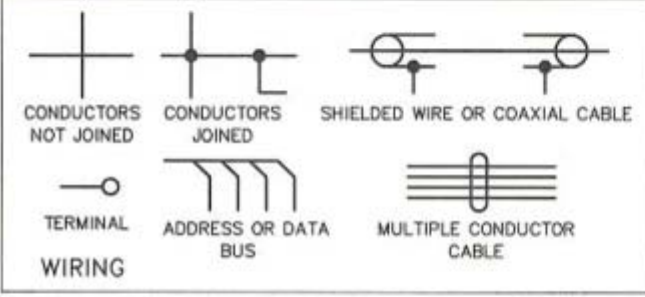 CONDUCTORS
NOT JOINED
CONDUCTORS
JOINED
SHIELDED WIRE OR COAXIAL CABLE
TERMINAL
ADDRESS OR DATA
BUS
MULTIPLE CONDUCTOR
CABLE
WIRING